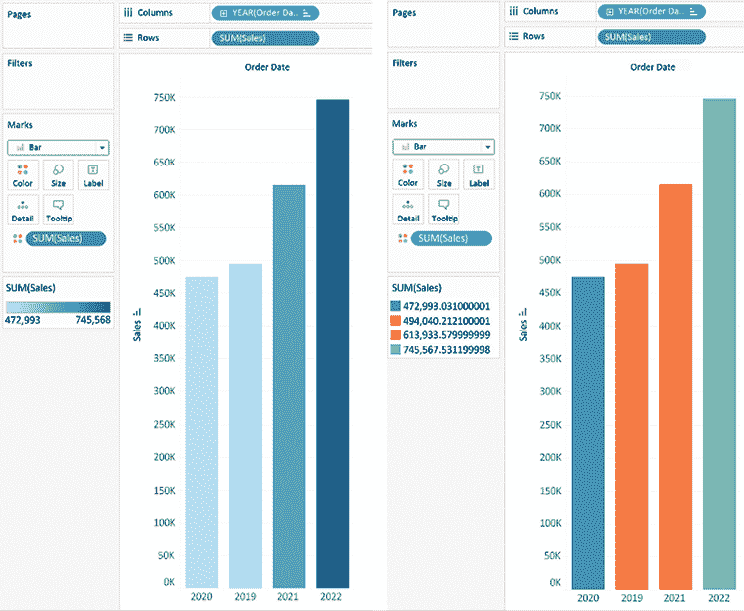 Pages
Columns
YEAR(Order Da..
Rows
SUM(Sales)
Filters
Marks
Bar
Color
Size
Label
Detail
Tooltip
SUM(Sales)
SUM(Sales)
472,993
745,568
Order Date
750K
700K
650K
600K
550K
500K
450K
400K
350K
300K
250K
200K
150K
100K
50K
0K
Sales
2020
2019
2021
2022
Pages
Columns
YEAR(Order Da..
Rows
SUM(Sales)
Filters
Marks
Bar
Color
Size
Label
Detail
Tooltip
SUM(Sales)
SUM(Sales)
472,993.031000001
494,040.212100001
613,933.579999999
745,567.531199998
Order Date
750K
700K
650K
600K
550K
500K
450K
400K
350K
300K
250K
200K
150K
100K
50K
0K
Sales
2020
2019
2021
2022